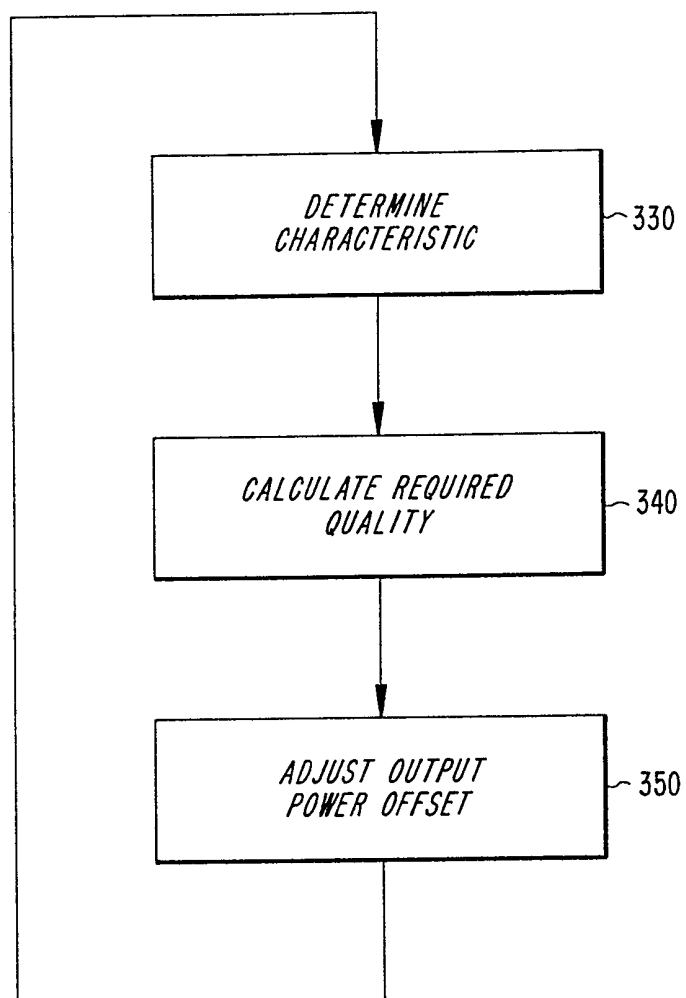 DETERMINE
CHARACTERISTIC
330
CALCULATE REQUIRED
QUALITY
340
ADJUST OUTPUT
POWER OFFSET
350